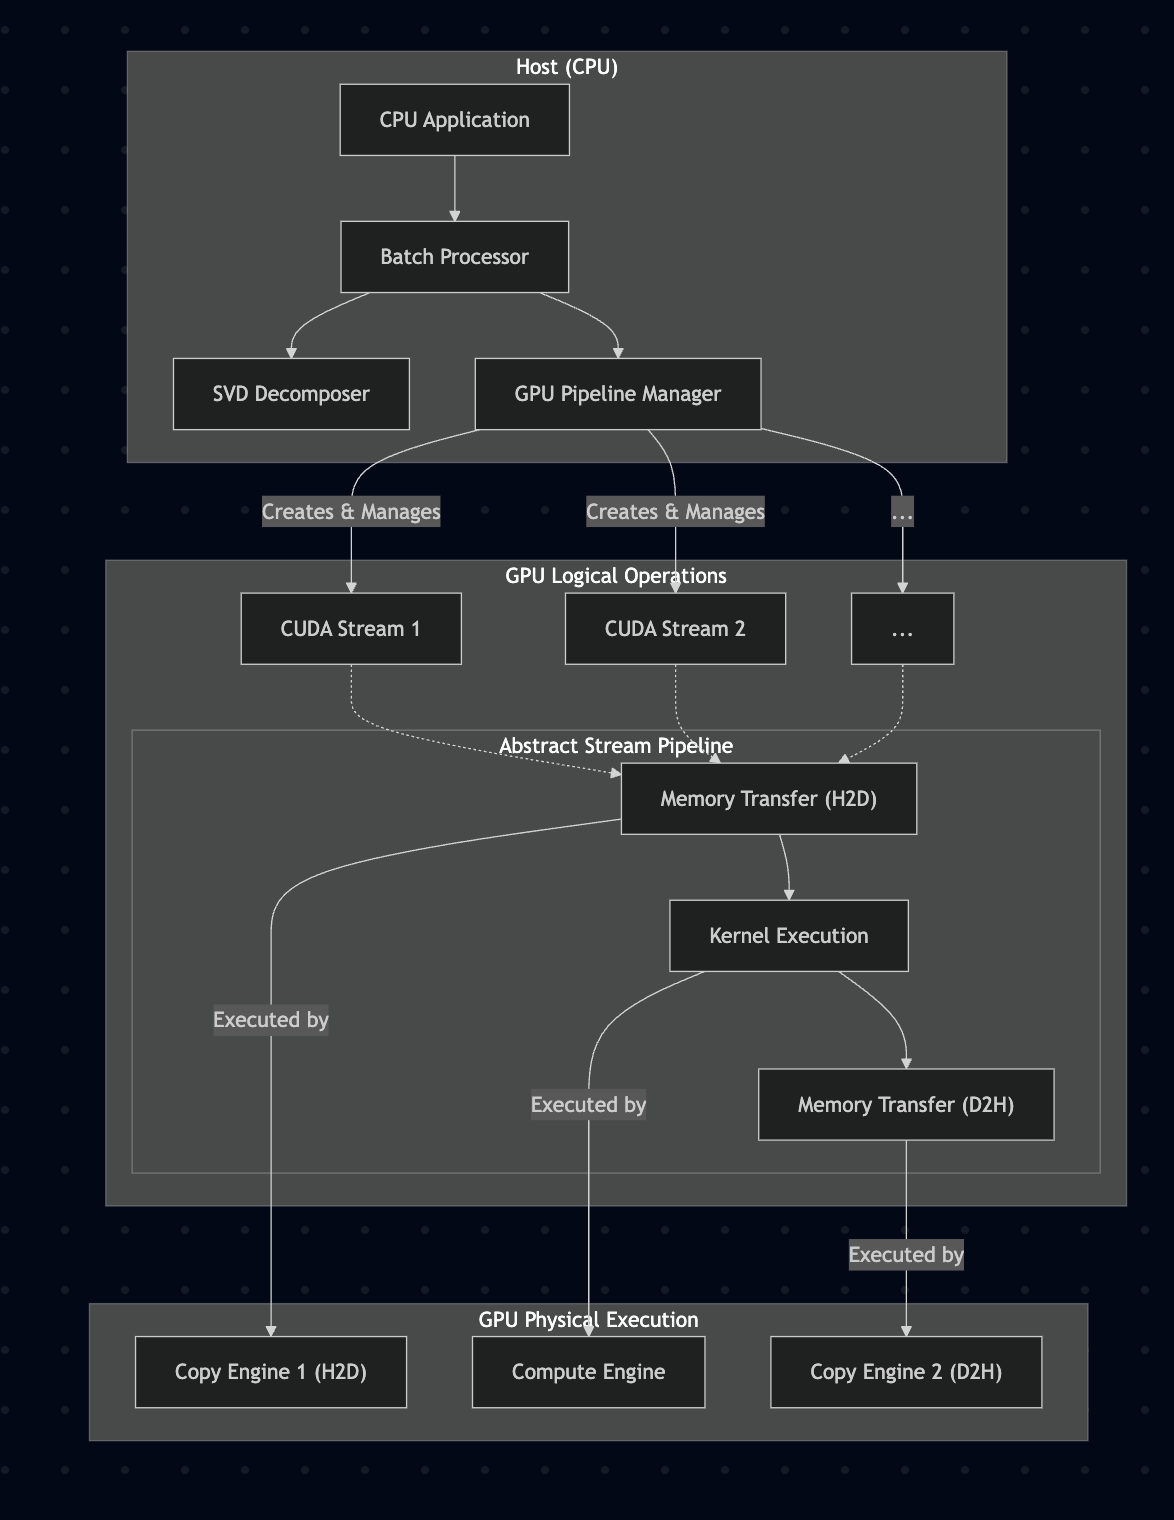 Host (CPU)
CPU Application
Batch Processor
SVD Decomposer
GPU Pipeline Manager
Creates & Manages
Creates & Manages
...
GPU Logical Operations
CUDA Stream 1
CUDA Stream 2
...
Abstract Stream Pipeline
Memory Transfer (H2D)
Kernel Execution
Executed by
Executed by
Memory Transfer (D2H)
Executed by
GPU Physical Execution
Copy Engine 1 (H2D)
Compute Engine
Copy Engine 2 (D2H)